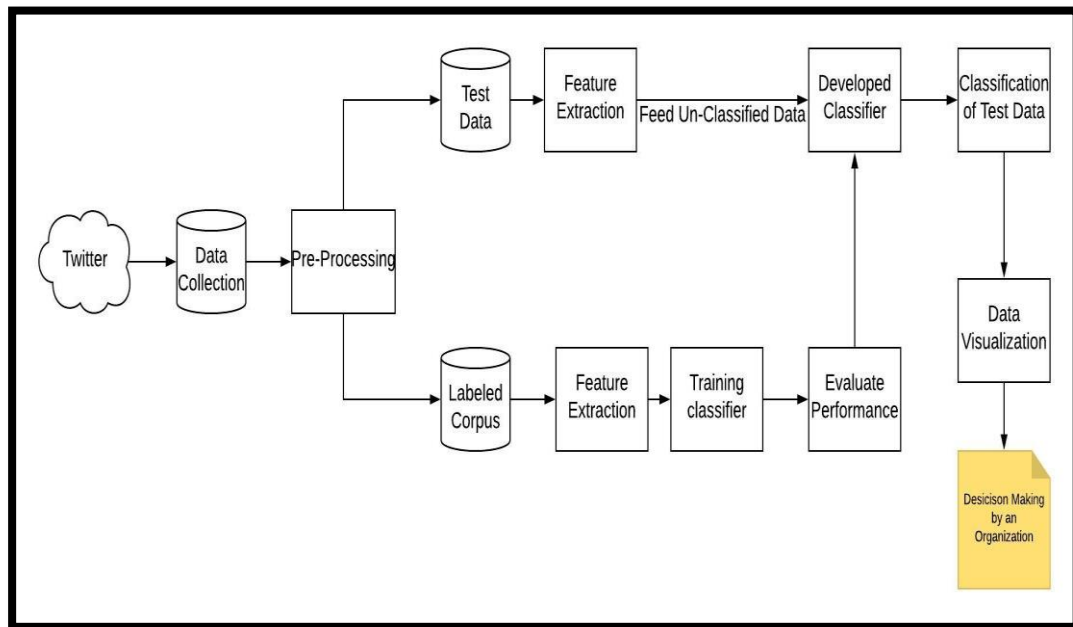 Twitter
Data
Collection
Pre-Processing
Test
Data
Feature
Extraction
Feed Un-Classified Data
Developed
Classifier
Classification
of Test Data
Labeled
Corpus
Feature
Extraction
Training
classifier
Evaluate
Performance
Data
Visualization
Desicison Making
by an
Organization